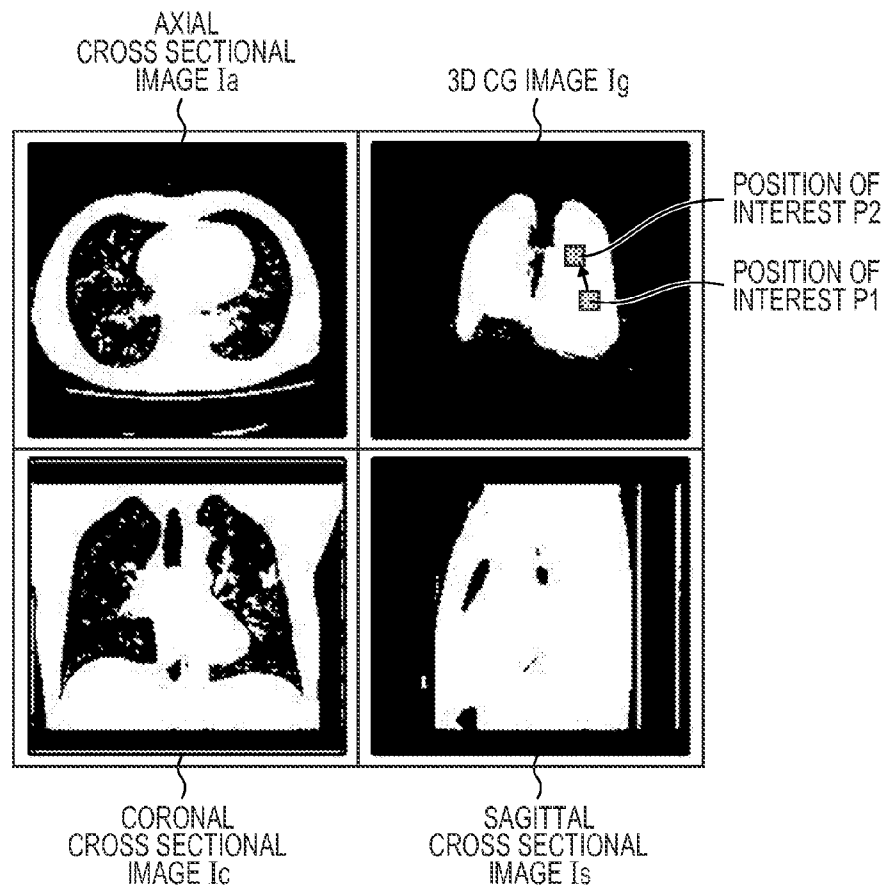 AXIAL
CROSS SECTIONAL
IMAGE Ia
3D CG IMAGE Ig
POSITION OF
INTEREST P2
POSITION OF
INTEREST P1
CORONAL
CROSS SECTIONAL
IMAGE Ic
SAGITTAL
CROSS SECTIONAL
IMAGE Is